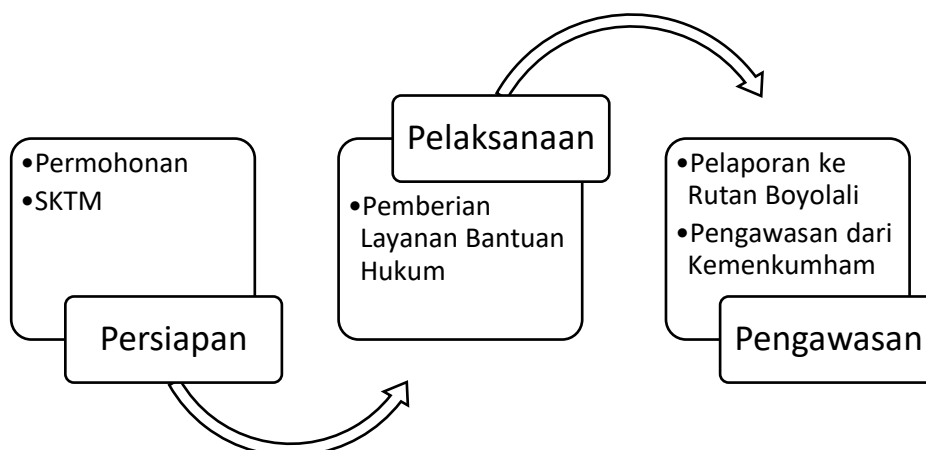 •Permohonan
•SKTM
Persiapan
Pelaksanaan
•Pemberian
Layanan Bantuan
Hukum
•Pelaporan ke
Rutan Boyolali
•Pengawasan dari
Kemenkumham
Pengawasan